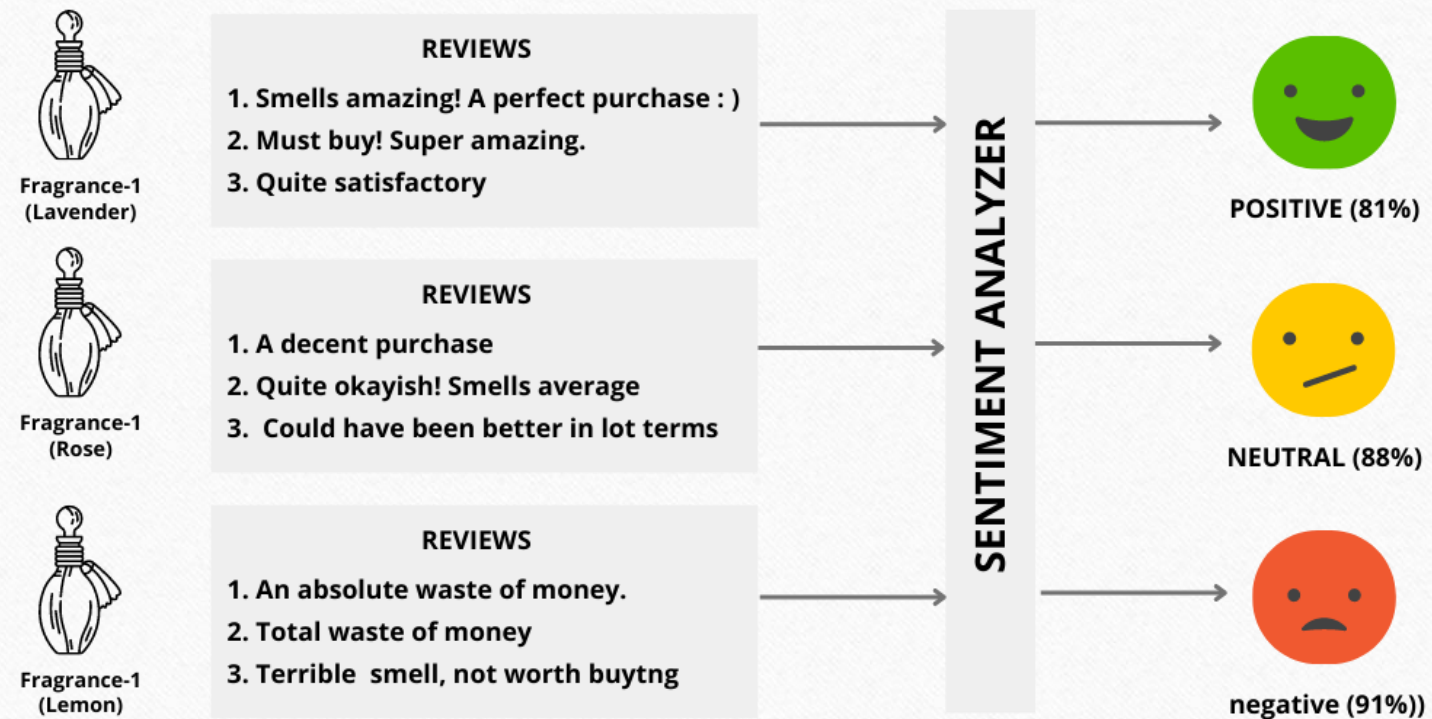 Fragrance-1
(Lavender)
REVIEWS
1. Smells amazing! A perfect purchase : )
2. Must buy! Super amazing.
3. Quite satisfactory
POSITIVE (81%)
Fragrance-1
(Rose)
REVIEWS
1. A decent purchase
2. Quite okayish! Smells average
3. Could have been better in lot terms
NEUTRAL (88%)
Fragrance-1
(Lemon)
REVIEWS
1. An absolute waste of money.
2. Total waste of money
3. Terrible smell, not worth buytng
negative (91%))
SENTIMENT ANALYZER